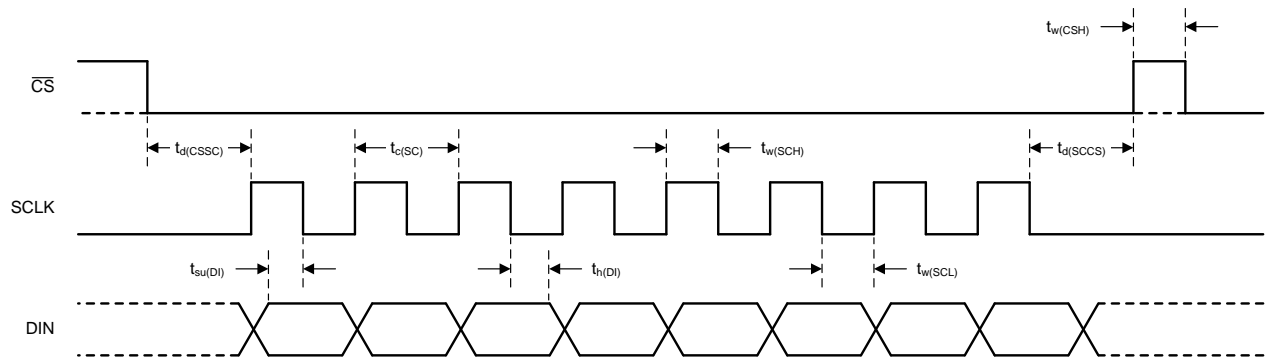 tw(CSH)
CS
td(CSSC)
tc(SC)
tw(SCH)
td(SCCS)
SCLK
tsu(DI)
th(DI)
tw(SCL)
DIN